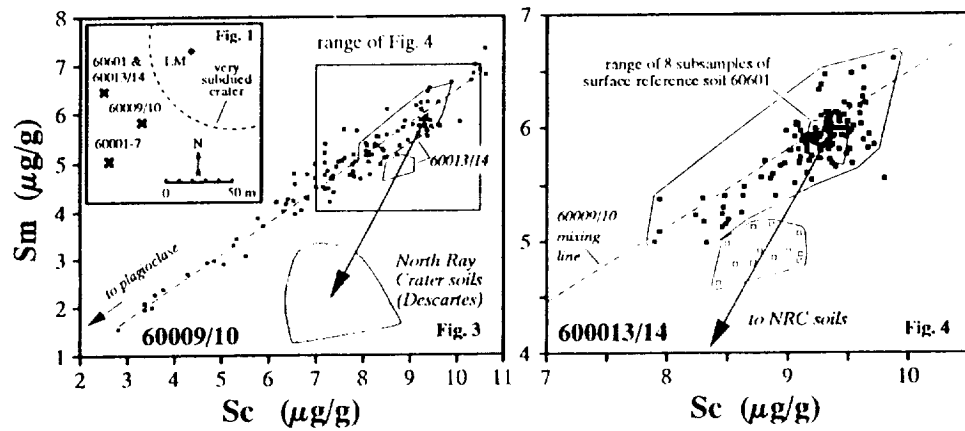 Fig. 1
60601 &
60013/14
LM
very
subdued
crater
60009/10
60001-7
N
0 50 m
range of Fig. 4
60013/14
to plagioclase
North Ray
Crater soils
(Descartes)
60009/10
Fig. 3
8
7
6
5
4
3
2
1
2 3 4 5 6 7 8 9 10 11 12
Sm (μg/g)
Sc (μg/g)
range of 8 subsamples of
surface reference soil 60601
60009/10
mixing
line
to NRC soils
600013/14
Fig. 4
7
6
5
4
7 8 9 10
Sc (μg/g)